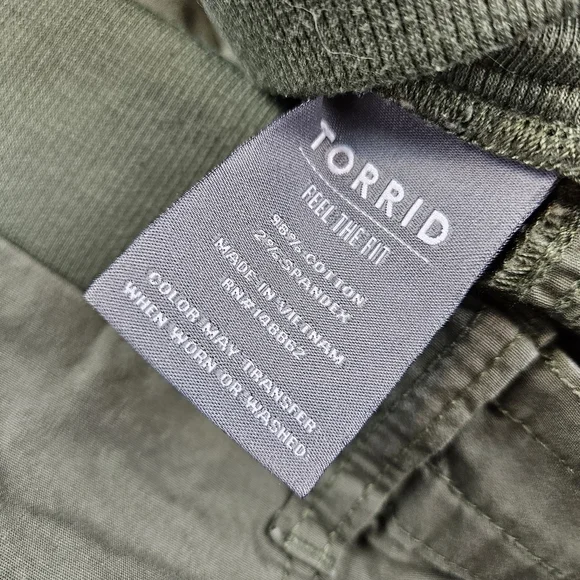 TORRID
FEEL THE FIT
98% COTTON
2% SPANDEX
MADE IN VIETNAM
RN#148662
COLOR MAY TRANSFER
WHEN WORN OR WASHED